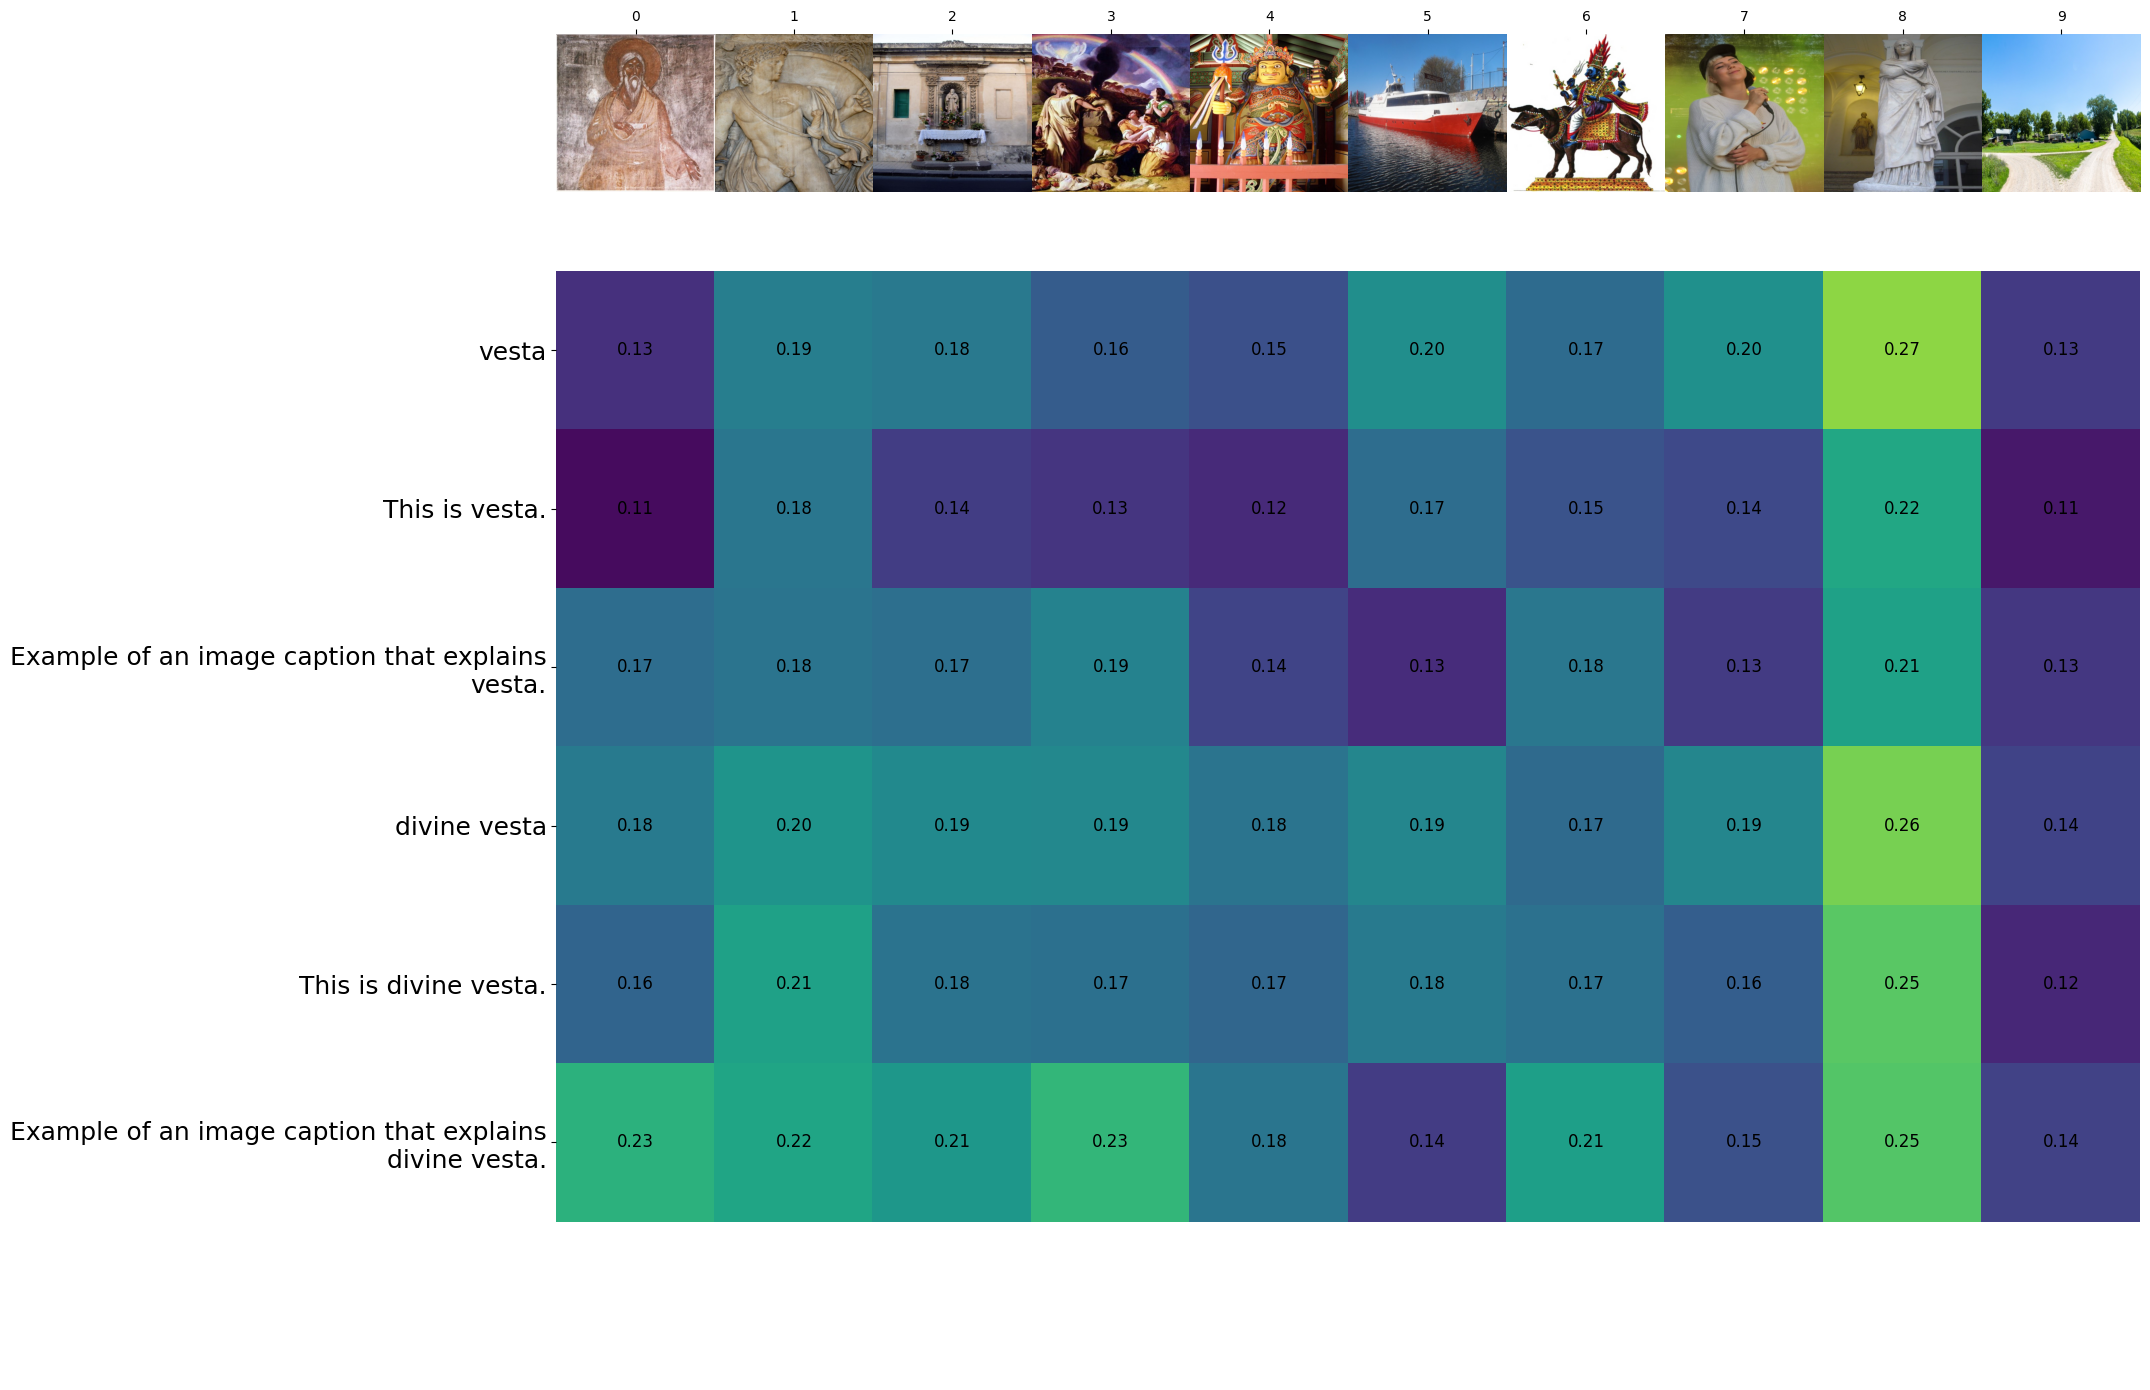 0 1 2 3 4 5 6 7 8 9
vesta 0.13 0.19 0.18 0.16 0.15 0.20 0.17 0.20 0.27 0.13
This is vesta. 0.11 0.18 0.14 0.13 0.12 0.17 0.15 0.14 0.22 0.11
Example of an image caption that explains
vesta. 0.17 0.18 0.17 0.19 0.14 0.13 0.18 0.13 0.21 0.13
divine vesta 0.18 0.20 0.19 0.19 0.18 0.19 0.17 0.19 0.26 0.14
This is divine vesta. 0.16 0.21 0.18 0.17 0.17 0.18 0.17 0.16 0.25 0.12
Example of an image caption that explains
divine vesta. 0.23 0.22 0.21 0.23 0.18 0.14 0.21 0.15 0.25 0.14